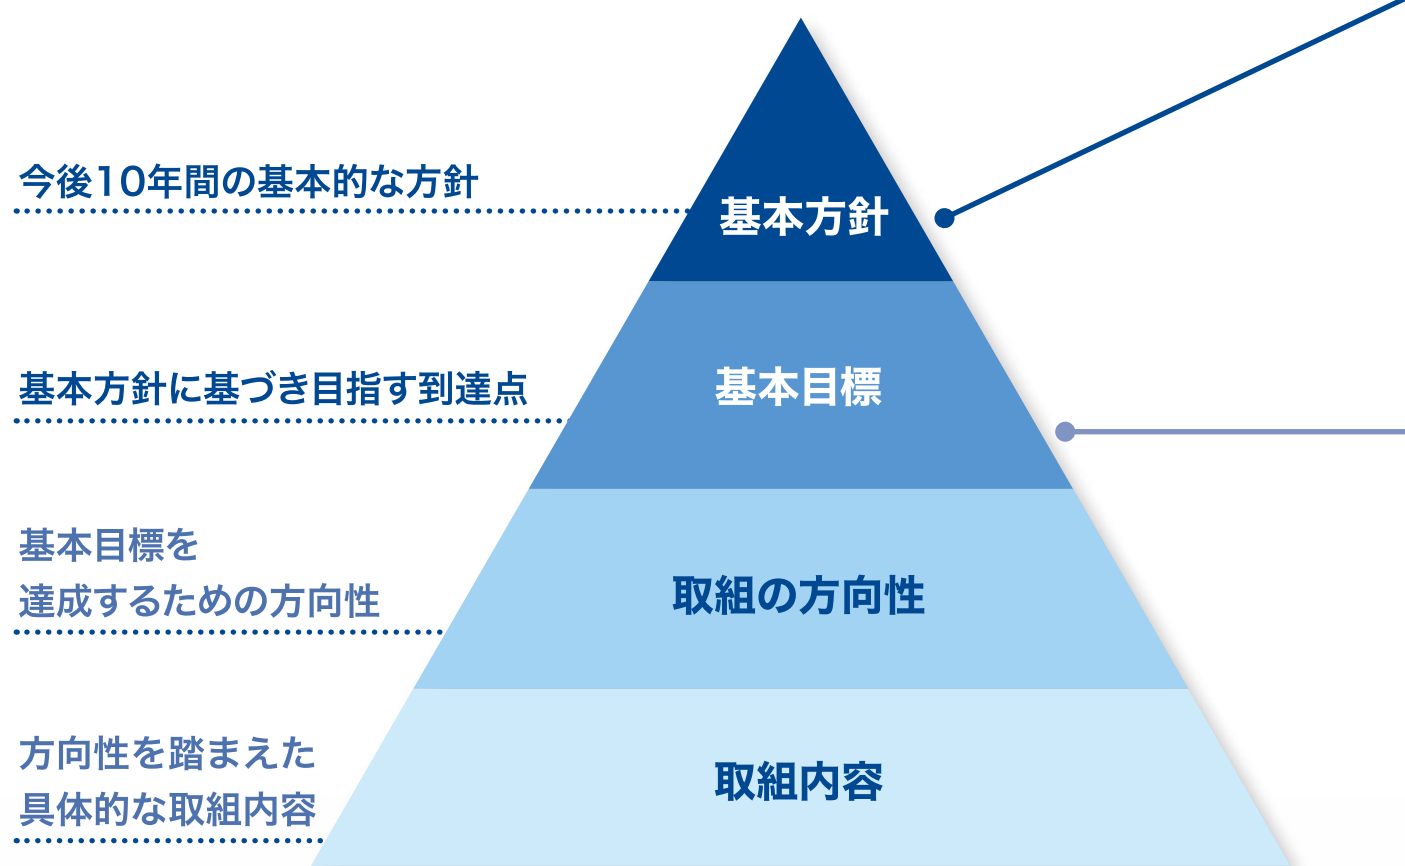 今後10年間の基本的な方針
基本方針
基本方針に基づき目指す到達点
基本目標
基本目標を
達成するための方向性
取組の方向性
方向性を踏まえた
具体的な取組内容
取組内容